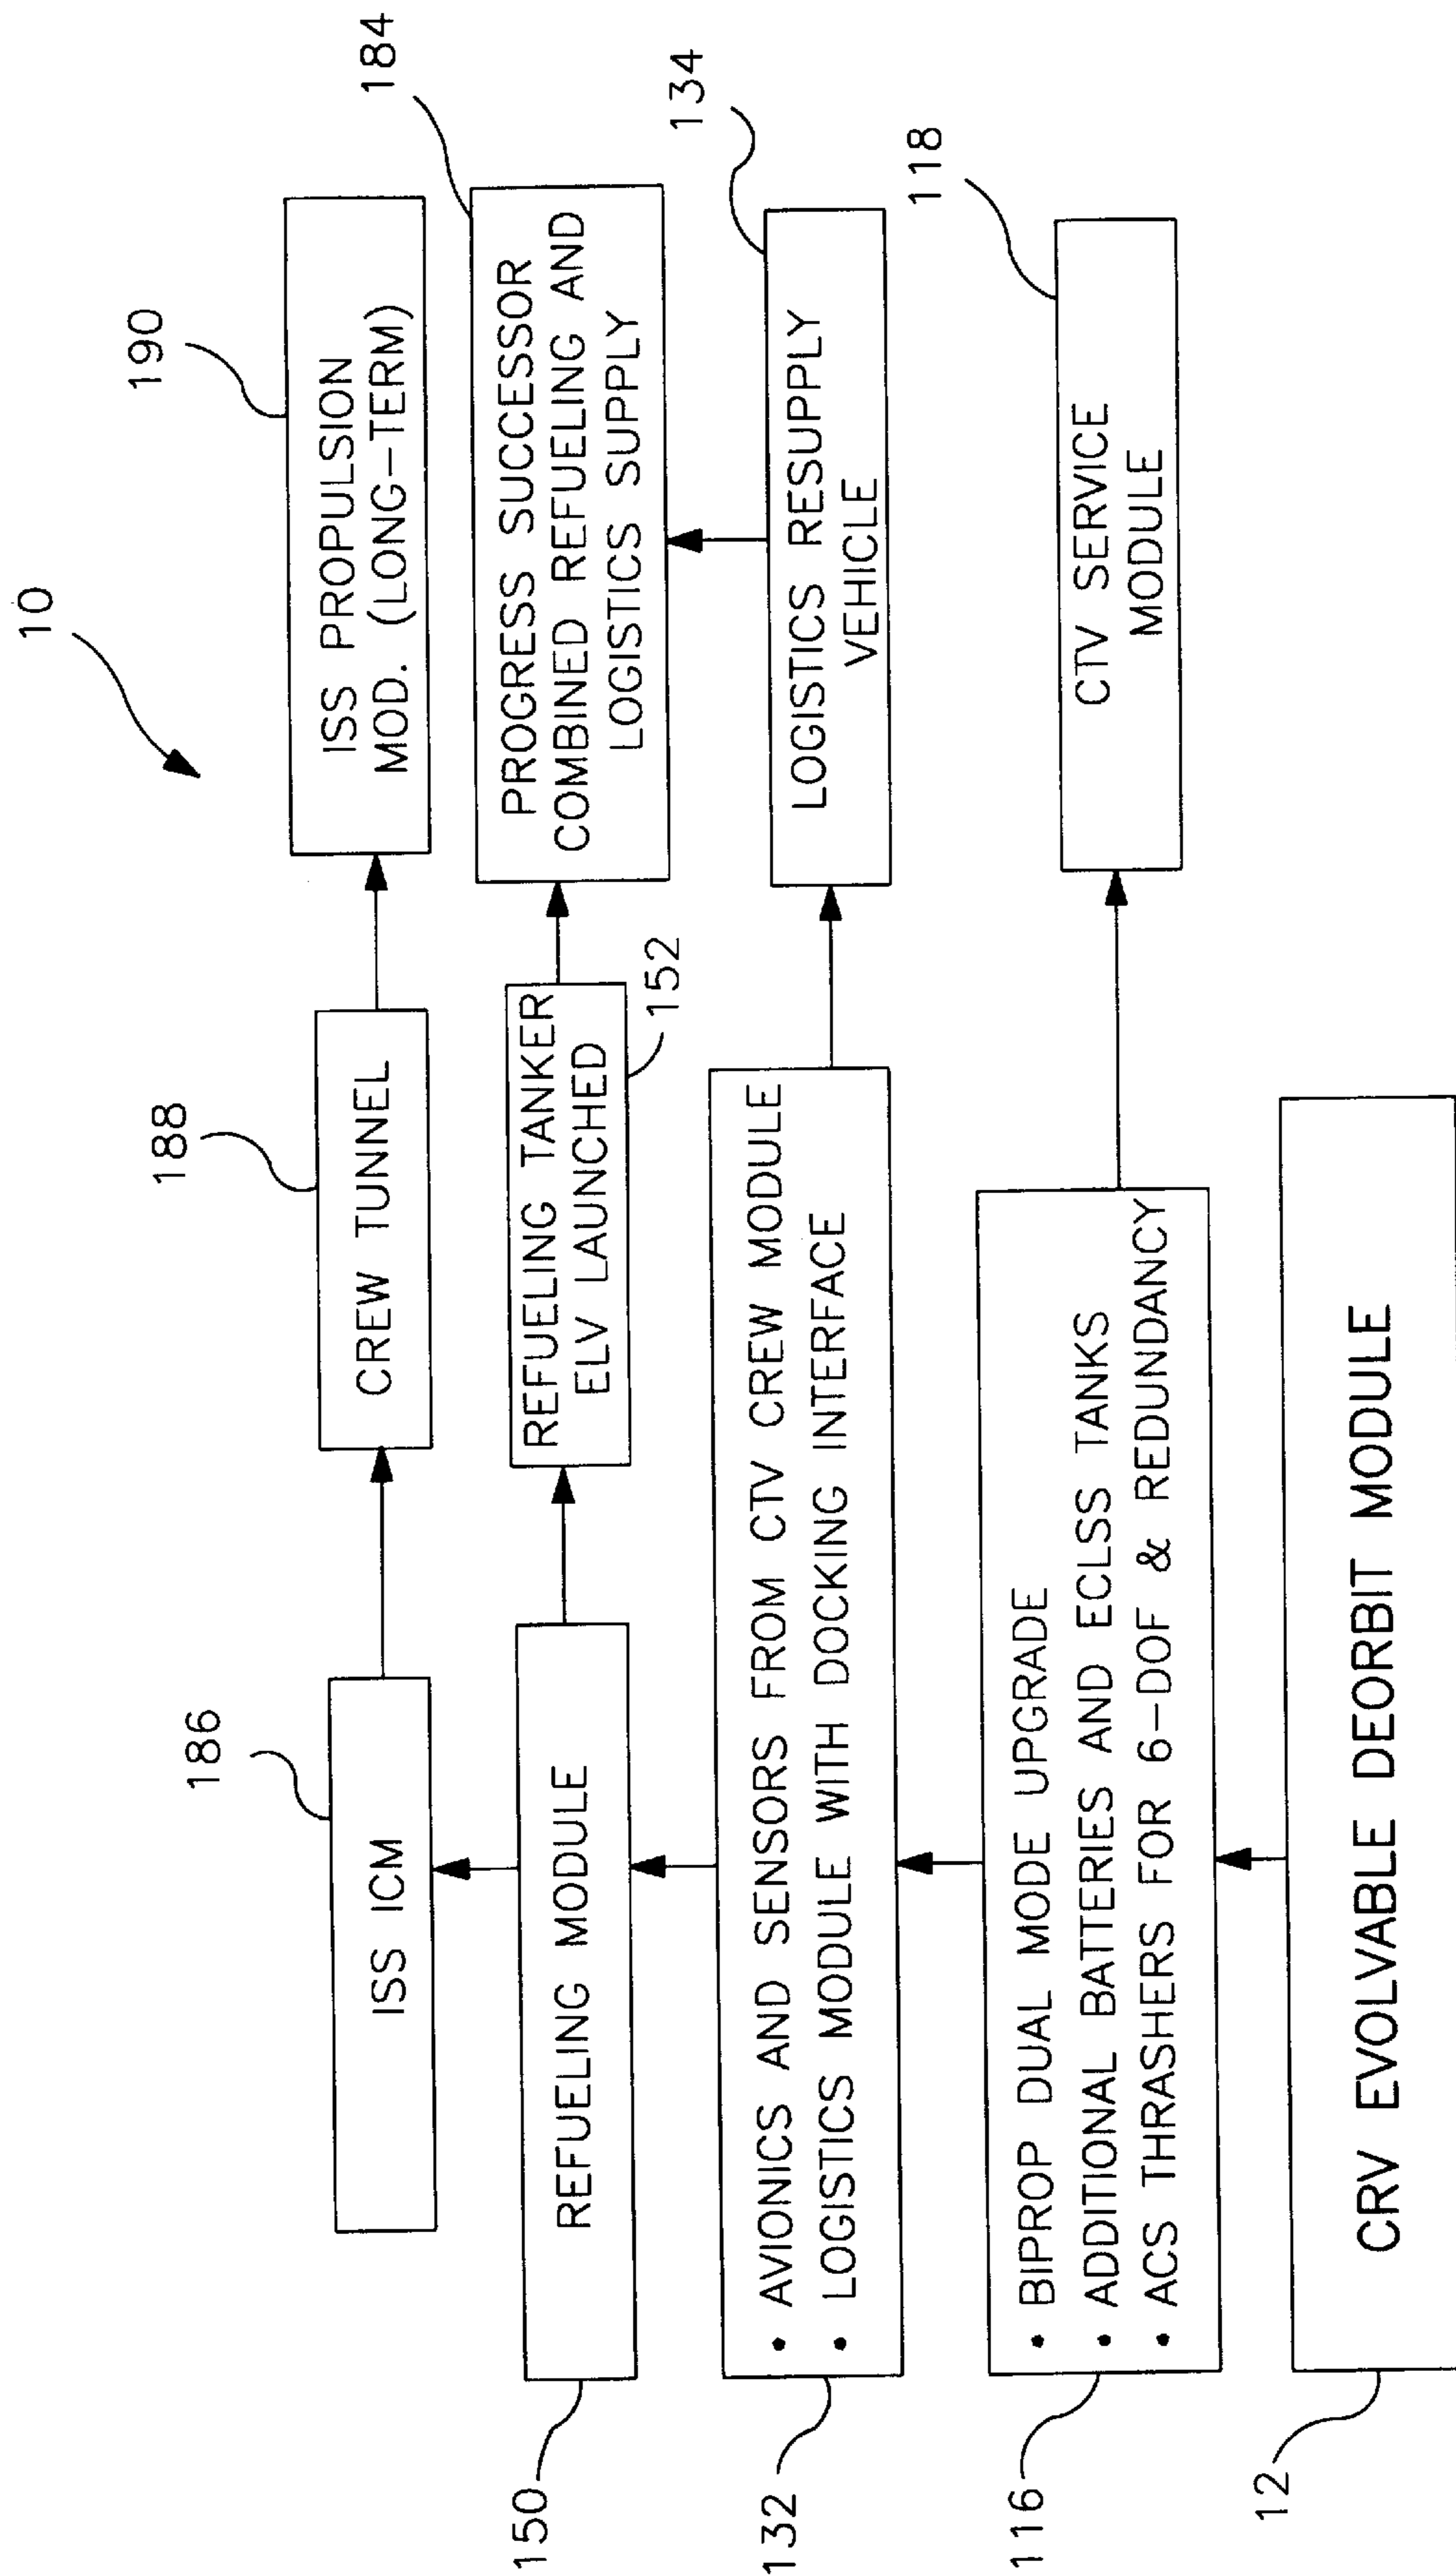 10
190
ISS PROPULSION
MOD. (LONG-TERM)
188
CREW TUNNEL
186
ISS ICM
184
PROGRESS SUCCESSOR
COMBINED REFUELING AND
LOGISTICS SUPPLY
REFUELING TANKER
ELV LAUNCHED
152
REFUELING MODULE
150
134
LOGISTICS RESUPPLY
VEHICLE
• AVIONICS AND SENSORS FROM CTV CREW MODULE
• LOGISTICS MODULE WITH DOCKING INTERFACE
132
118
CTV SERVICE
MODULE
• BIPROP DUAL MODE UPGRADE
• ADDITIONAL BATTERIES AND ECLSS TANKS
• ACS THRASHERS FOR 6-DOF & REDUNDANCY
116
CRV EVOLVABLE DEORBIT MODULE
12